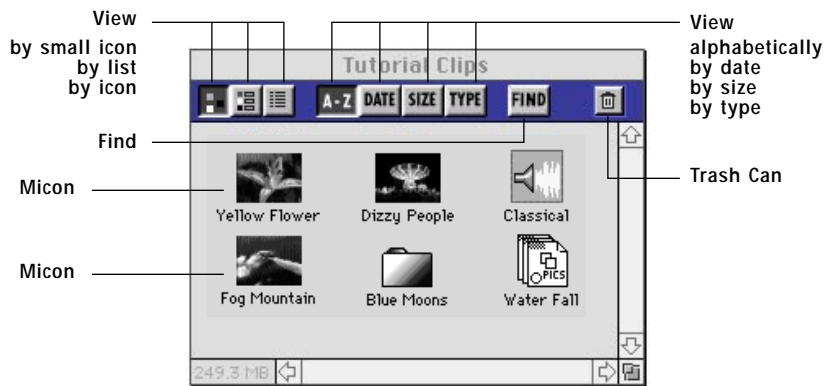 View
by small icon
by list
by icon
View
alphabetically
by date
by size
by type
Tutorial Clips
A-Z DATE SIZE TYPE FIND
Find
Trash Can
Micon
Yellow Flower Dizzy People Classical
Micon
PICS
Fog Mountain Blue Moons Water Fall
249.3 MB